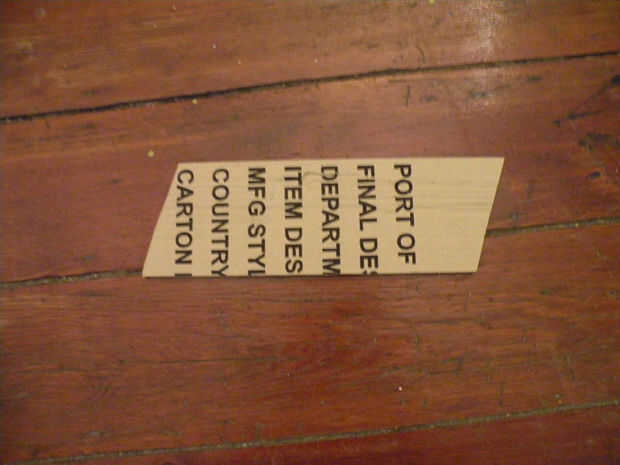 PORT OF
FINAL DES
DEPARTM
ITEM DES
MFG STYL
COUNTRY
CARTON